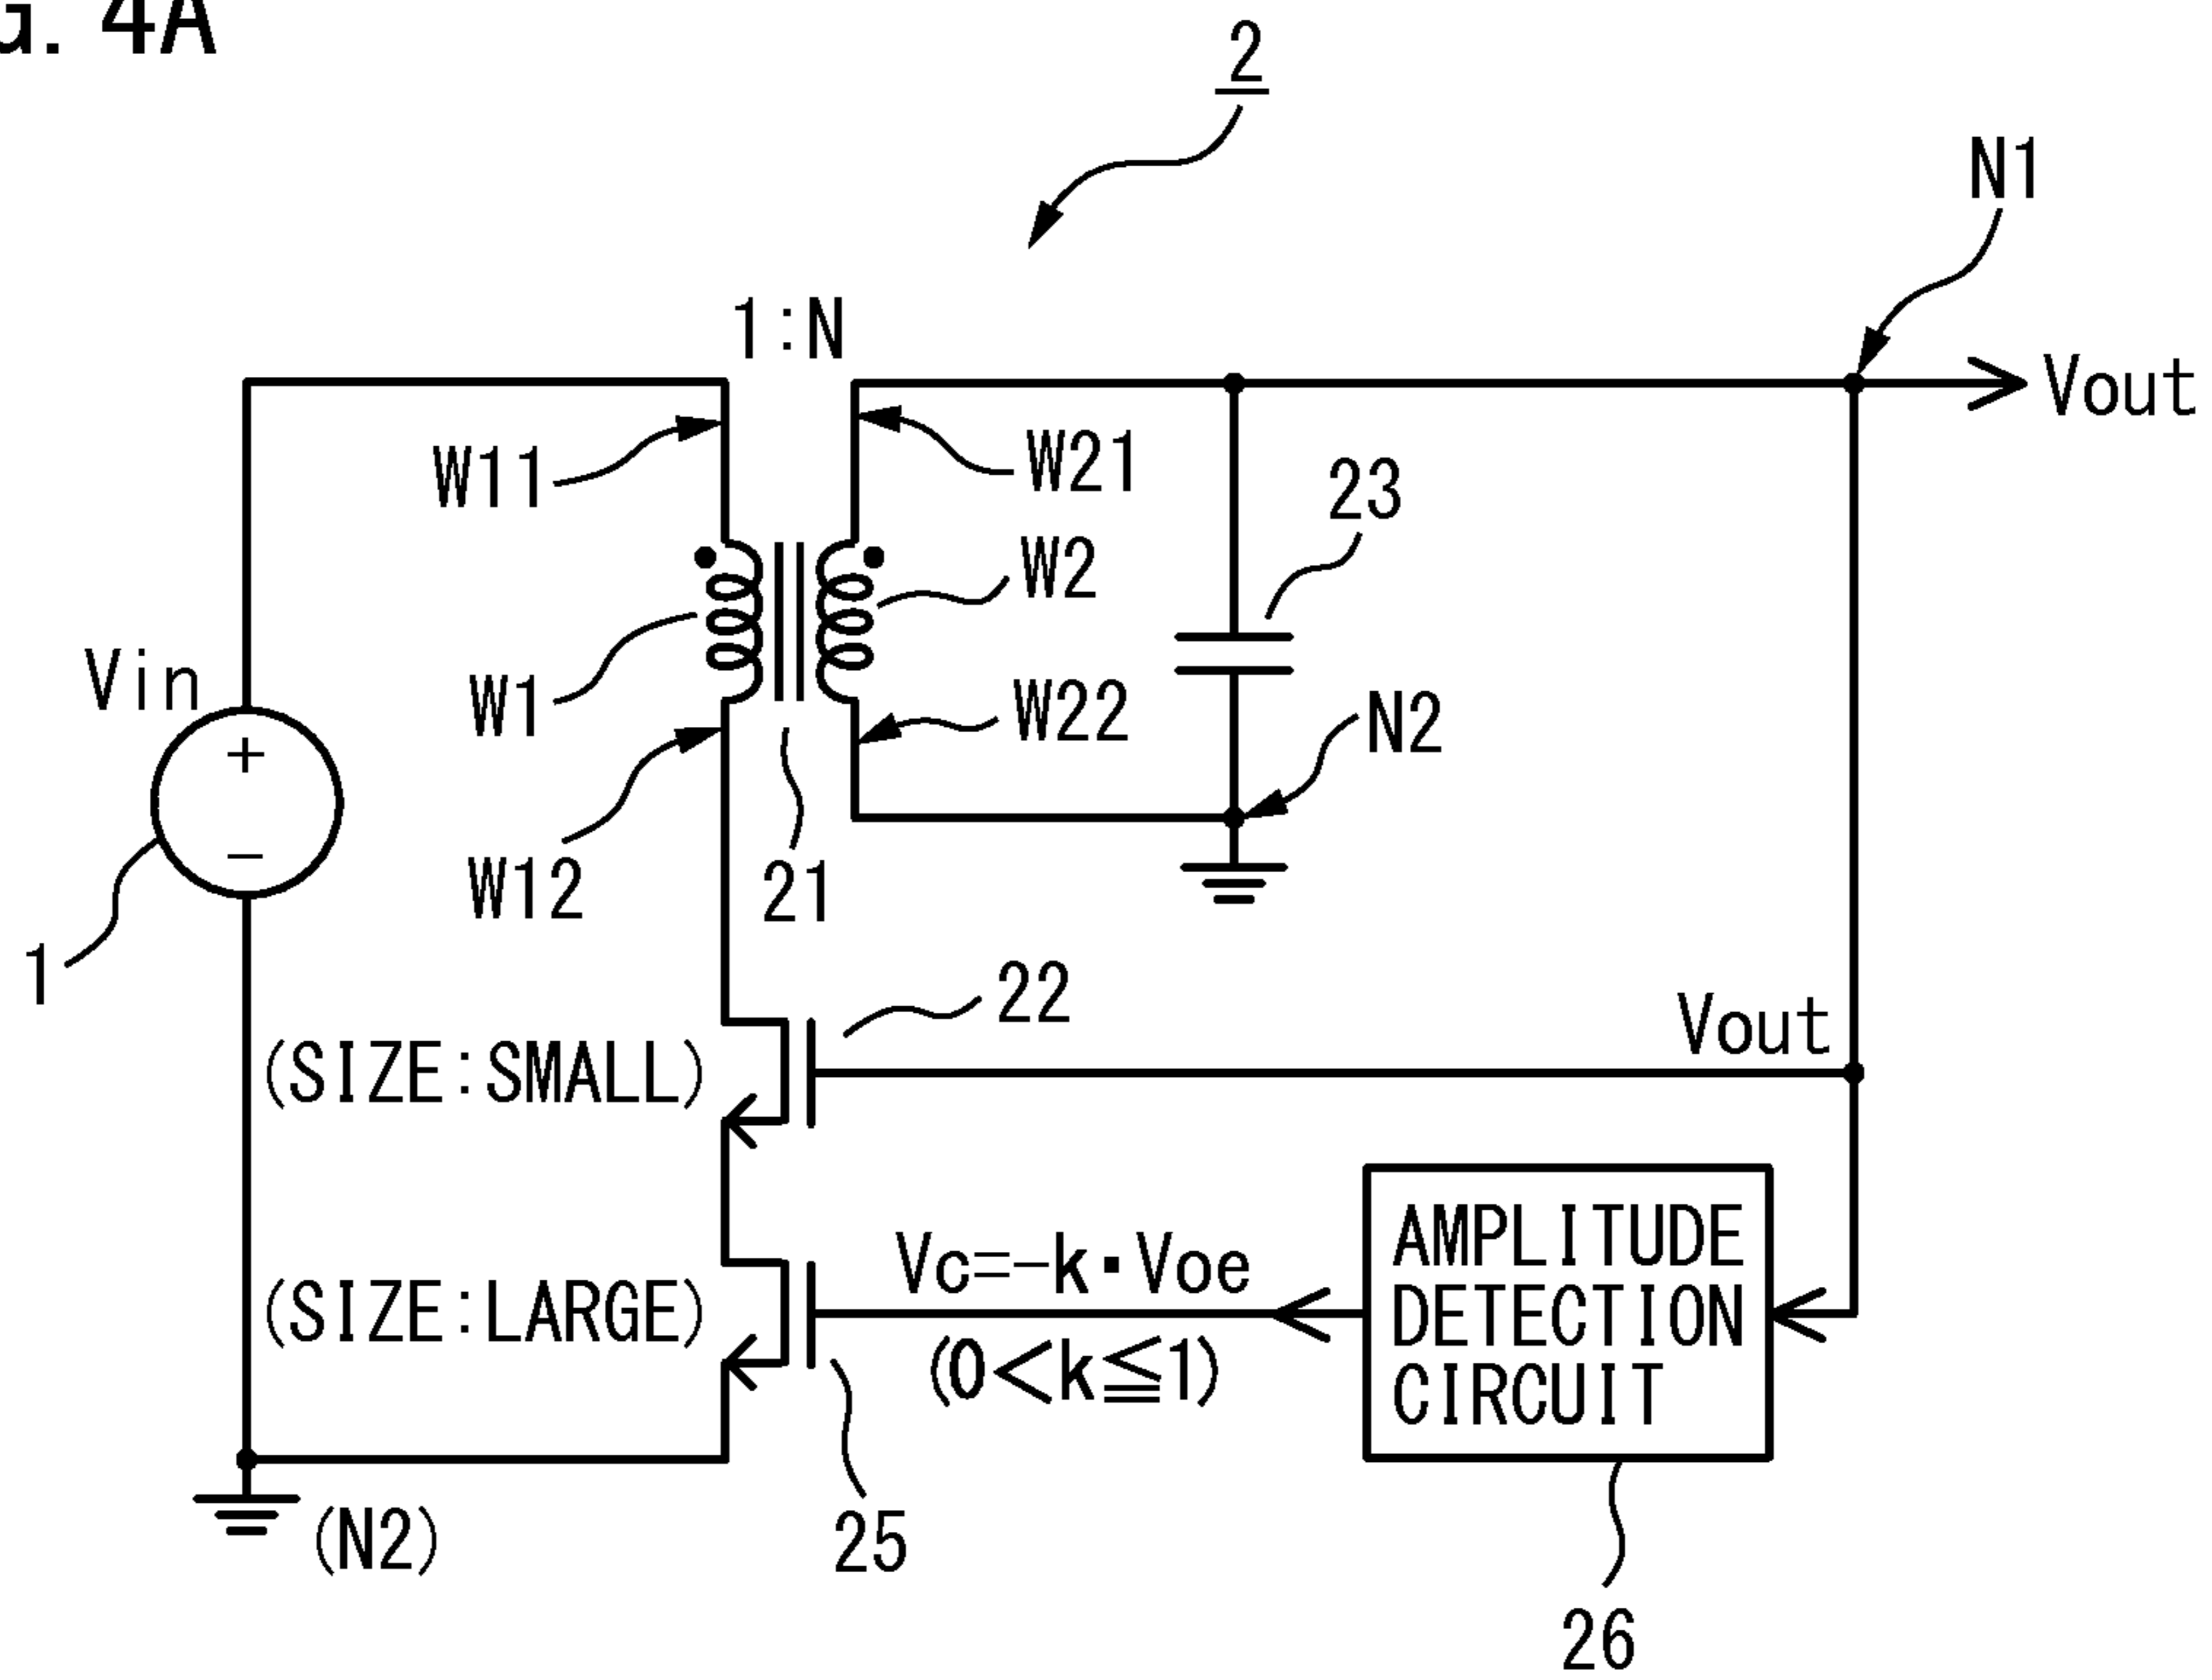 G. 4A
2
N1
1:N
Vout
W11
W21
23
W2
Vin
W1
W22
N2
+
−
W12
21
1
22
Vout
(SIZE:SMALL)
(SIZE:LARGE)
Vc=-k・Voe
(0<k≦1)
AMPLITUDE
DETECTION
CIRCUIT
(N2)
25
26